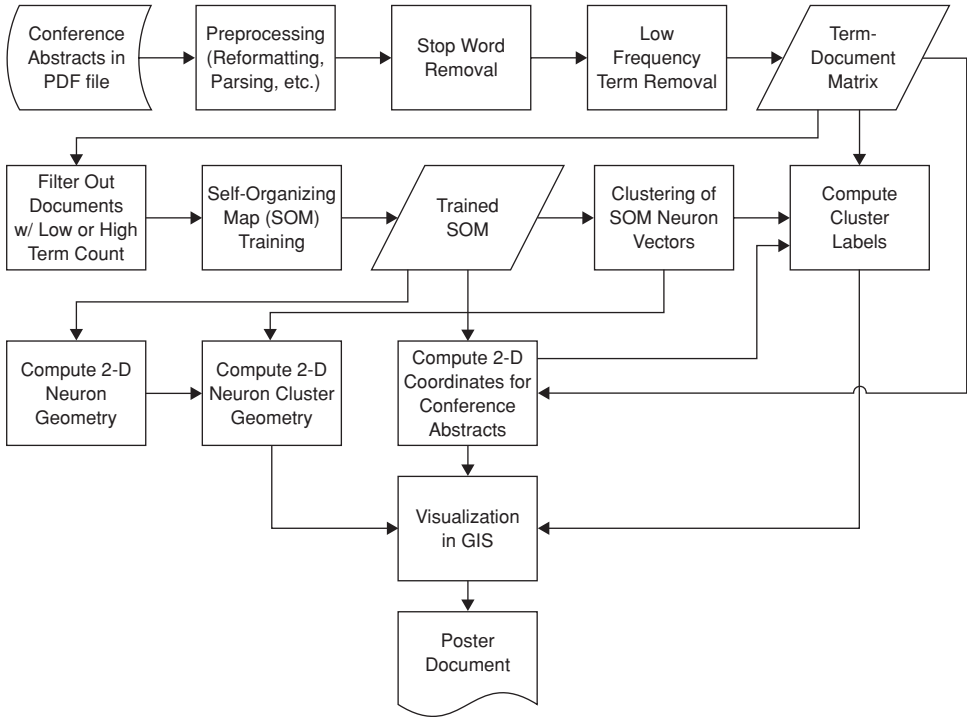 Conference
Abstracts in
PDF file
Preprocessing
(Reformatting,
Parsing, etc.)
Stop Word
Removal
Low
Frequency
Term Removal
Term-
Document
Matrix
Filter Out
Documents
w/ Low or High
Term Count
Self-Organizing
Map (SOM)
Training
Trained
SOM
Clustering of
SOM Neuron
Vectors
Compute
Cluster
Labels
Compute 2-D
Neuron
Geometry
Compute 2-D
Neuron Cluster
Geometry
Compute 2-D
Coordinates for
Conference
Abstracts
Visualization
in GIS
Poster
Document